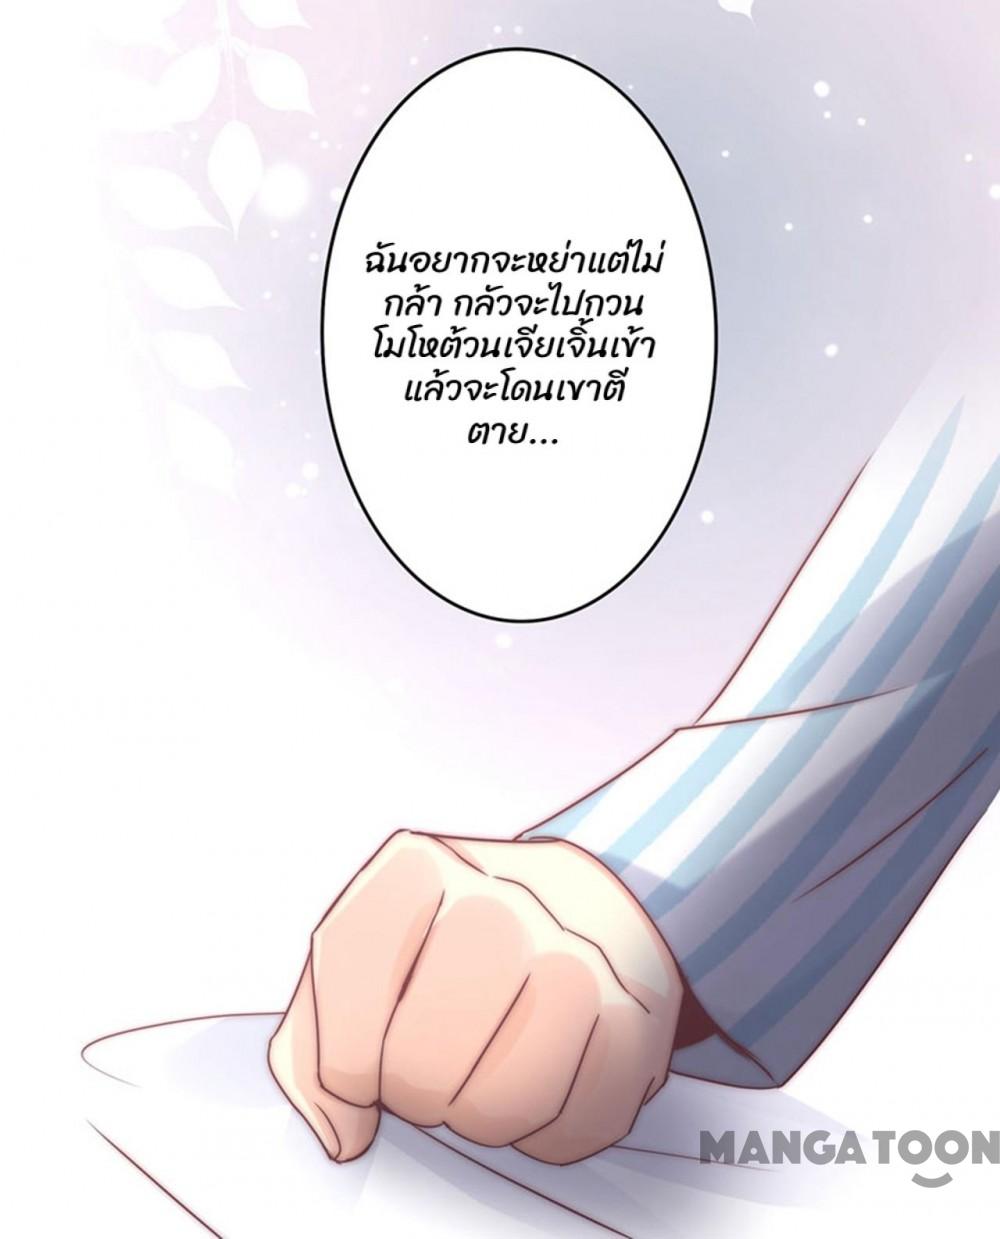 ฉันอยากจะหย่าแต่ไม่
กล้า กลัวจะไปกวน
โมโหต้วนเจียเจิ้นเข้า
แล้วจะโดนเขาตี
ตาย...
MANGATOON